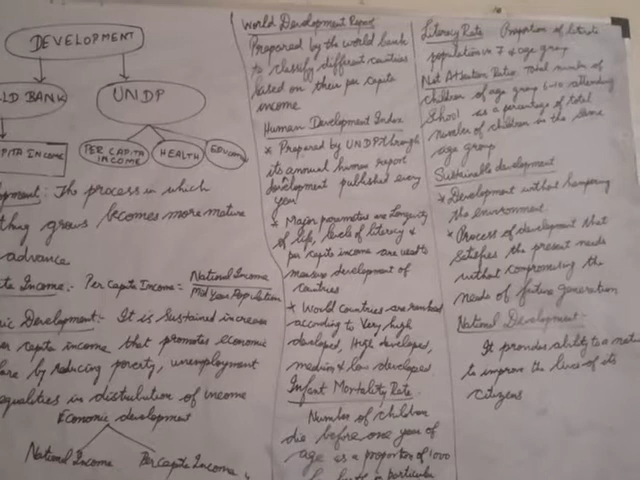 DEVELOPMENT
LD BANK
UNDP
PITA INCOME
PER CAPITA
INCOME
HEALTH
EDUCA
lopment: The process in which
thing grows becomes more mature
advance
ta Income:- Per Capita Income = National Income
Mid Year Population
ic Development:- It is Sustained increase
er capita income that promotes economic
are by reducing poverty, unemployment
equalities in distribution of income
Economic development
National Income Per Capita Income
World Development Report
Prepared by the world bank
to classify different countries
based on their per capita
income
Human Development Index
* Prepared by UNDP through
its annual human report
development published every
year
* Major parameters are longevity
of life, levels of literacy &
per capita income are used to
measure development of
countries
* World Countries are ranked
according to Very high
developed, High developed,
medium & low developed
Infant Mortality Rate.
Number of children
die before one year of
age as a proportion of 1000
in particular
Literacy Rate Proportion of literate
population in 7 & age group
Net Attention Ratio: Total number of
children of age group attending
School as a percentage of total
number of children in the same
age group
Sustainable development
* Development without hampering
the environment.
* Process of development that
satisfies the present needs
without compromising the
needs of future generation
National Development -
It provides ability to a nation
to improve the lives of its
citizens